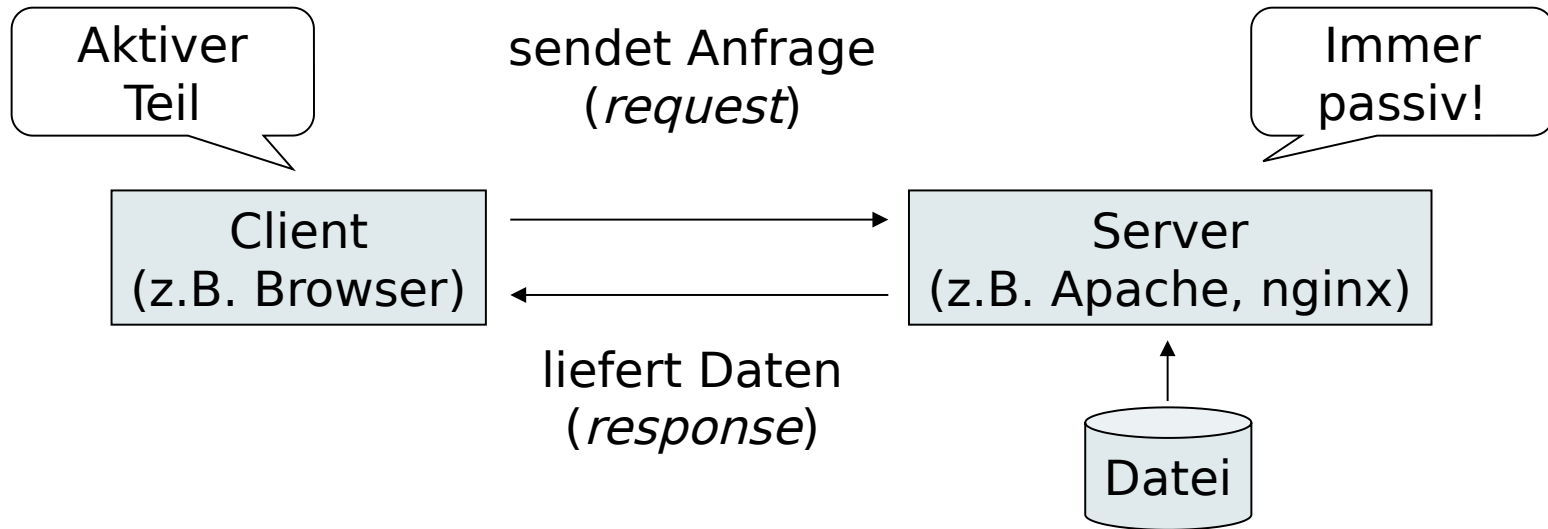 Aktiver
Teil
sendet Anfrage
(request)
Immer
passiv!
Client
(z.B. Browser)
Server
(z.B. Apache, nginx)
liefert Daten
(response)
Datei